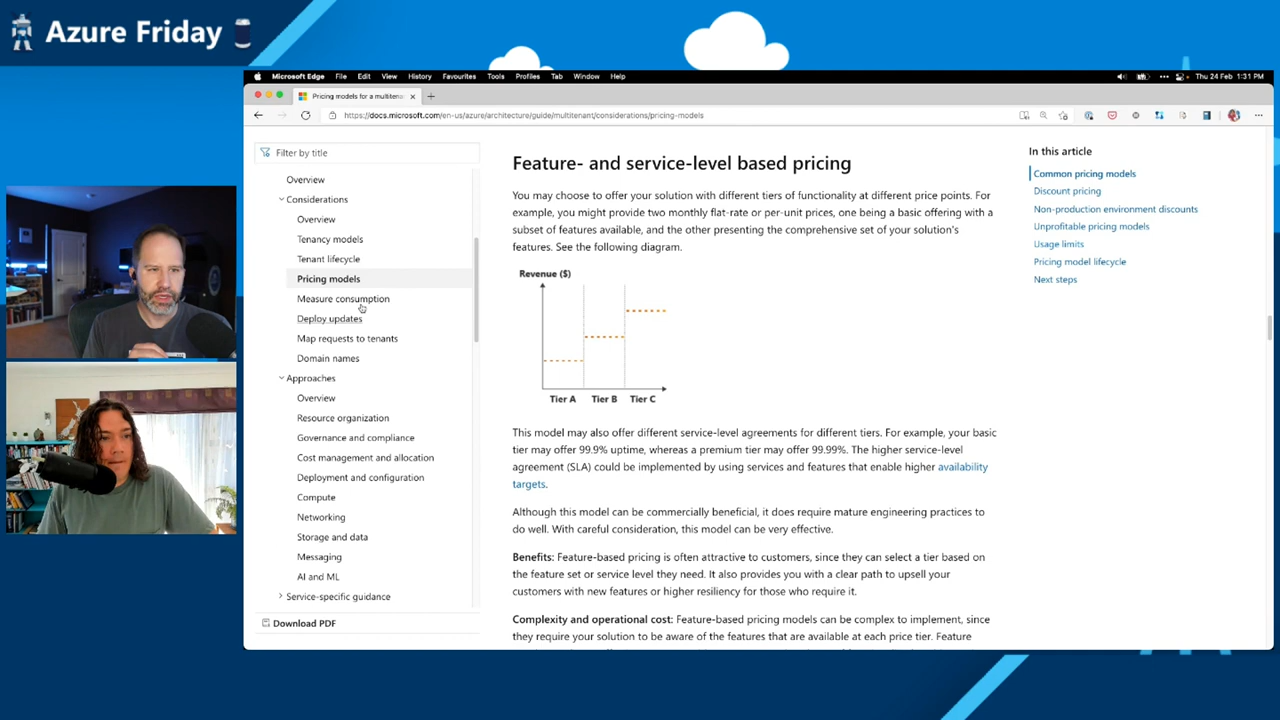 Azure Friday
Microsoft Edge File Edit View History Favourites Tools Profiles Tab Window Help
Thu 24 Feb 1:31 PM
Pricing models for a multitena
https://docs.microsoft.com/en-us/azure/architecture/guide/multitenant/considerations/pricing-models
Filter by title
Overview
Considerations
Overview
Tenancy models
Tenant lifecycle
Pricing models
Measure consumption
Deploy updates
Map requests to tenants
Domain names
Approaches
Overview
Resource organization
Governance and compliance
Cost management and allocation
Deployment and configuration
Compute
Networking
Storage and data
Messaging
AI and ML
Service-specific guidance
Download PDF
Feature- and service-level based pricing
You may choose to offer your solution with different tiers of functionality at different price points. For
example, you might provide two monthly flat-rate or per-unit prices, one being a basic offering with a
subset of features available, and the other presenting the comprehensive set of your solution's
features. See the following diagram.
Revenue ($)
Tier A Tier B Tier C
This model may also offer different service-level agreements for different tiers. For example, your basic
tier may offer 99.9% uptime, whereas a premium tier may offer 99.99%. The higher service-level
agreement (SLA) could be implemented by using services and features that enable higher availability
targets.
Although this model can be commercially beneficial, it does require mature engineering practices to
do well. With careful consideration, this model can be very effective.
Benefits: Feature-based pricing is often attractive to customers, since they can select a tier based on
the feature set or service level they need. It also provides you with a clear path to upsell your
customers with new features or higher resiliency for those who require it.
Complexity and operational cost: Feature-based pricing models can be complex to implement, since
they require your solution to be aware of the features that are available at each price tier. Feature
In this article
Common pricing models
Discount pricing
Non-production environment discounts
Unprofitable pricing models
Usage limits
Pricing model lifecycle
Next steps